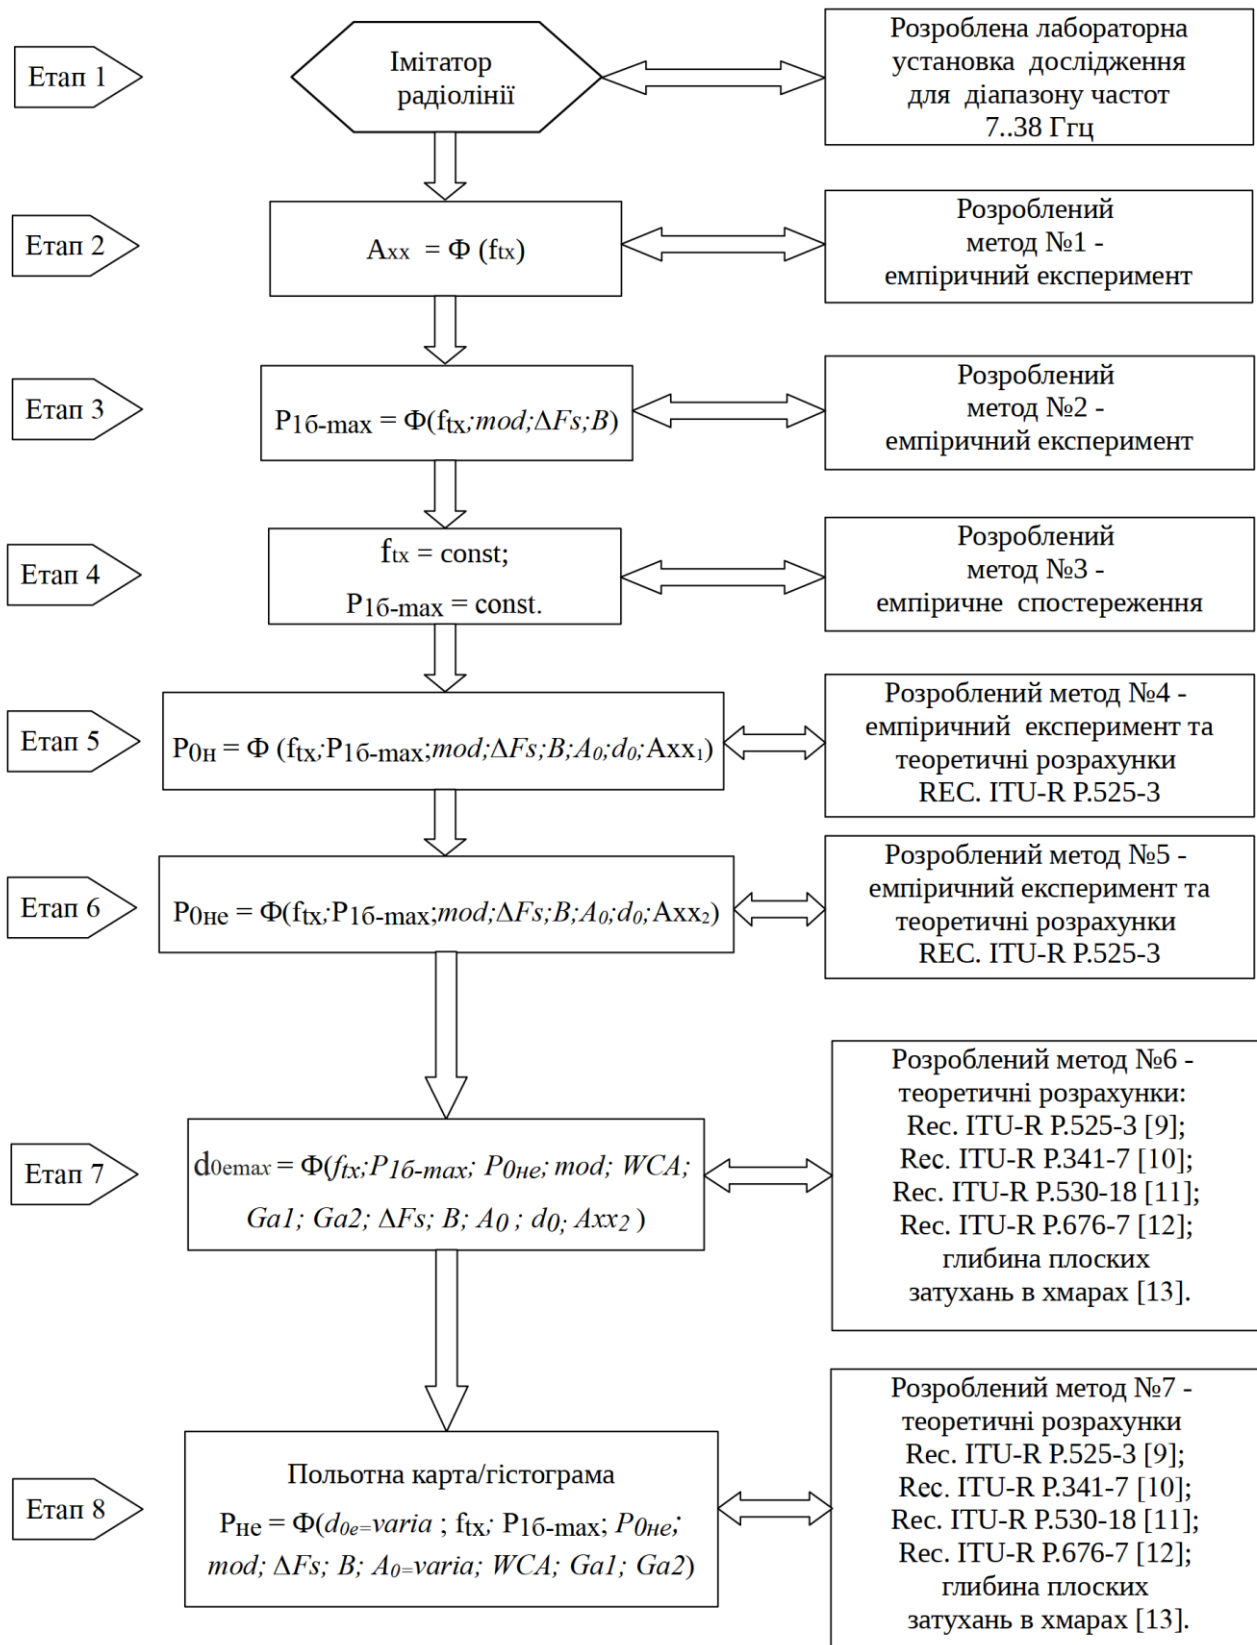 Етап 1
Імітатор
радіолінії
Розроблена лабораторна
установка дослідження
для діапазону частот
7..38 Ггц
Етап 2
Axx = Φ (ftx)
Розроблений
метод №1 -
емпіричний експеримент
Етап 3
P1б-max = Φ(ftx;mod;ΔFs;B)
Розроблений
метод №2 -
емпіричний експеримент
Етап 4
ftx = const;
P1б-max = const.
Розроблений
метод №3 -
емпіричне спостереження
Етап 5
P0н = Φ (ftx;P1б-max;mod;ΔFs;B;A0;d0;Axx1)
Розроблений метод №4 -
емпіричний експеримент та
теоретичні розрахунки
REC. ITU-R P.525-3
Етап 6
P0не = Φ(ftx;P1б-max;mod;ΔFs;B;A0;d0;Axx2)
Розроблений метод №5 -
емпіричний експеримент та
теоретичні розрахунки
REC. ITU-R P.525-3
Етап 7
d0emax = Φ(ftx;P1б-max; P0не; mod; WCA;
Ga1; Ga2; ΔFs; B; A0 ; d0; Axx2 )
Розроблений метод №6 -
теоретичні розрахунки:
Rec. ITU-R P.525-3 [9];
Rec. ITU-R P.341-7 [10];
Rec. ITU-R P.530-18 [11];
Rec. ITU-R P.676-7 [12];
глибина плоских
затухань в хмарах [13].
Етап 8
Польотна карта/гістограма
Pне = Φ(d0e=varia ; ftx; P1б-max; P0не;
mod; ΔFs; B; A0=varia; WCA; Ga1; Ga2)
Розроблений метод №7 -
теоретичні розрахунки
Rec. ITU-R P.525-3 [9];
Rec. ITU-R P.341-7 [10];
Rec. ITU-R P.530-18 [11];
Rec. ITU-R P.676-7 [12];
глибина плоских
затухань в хмарах [13].